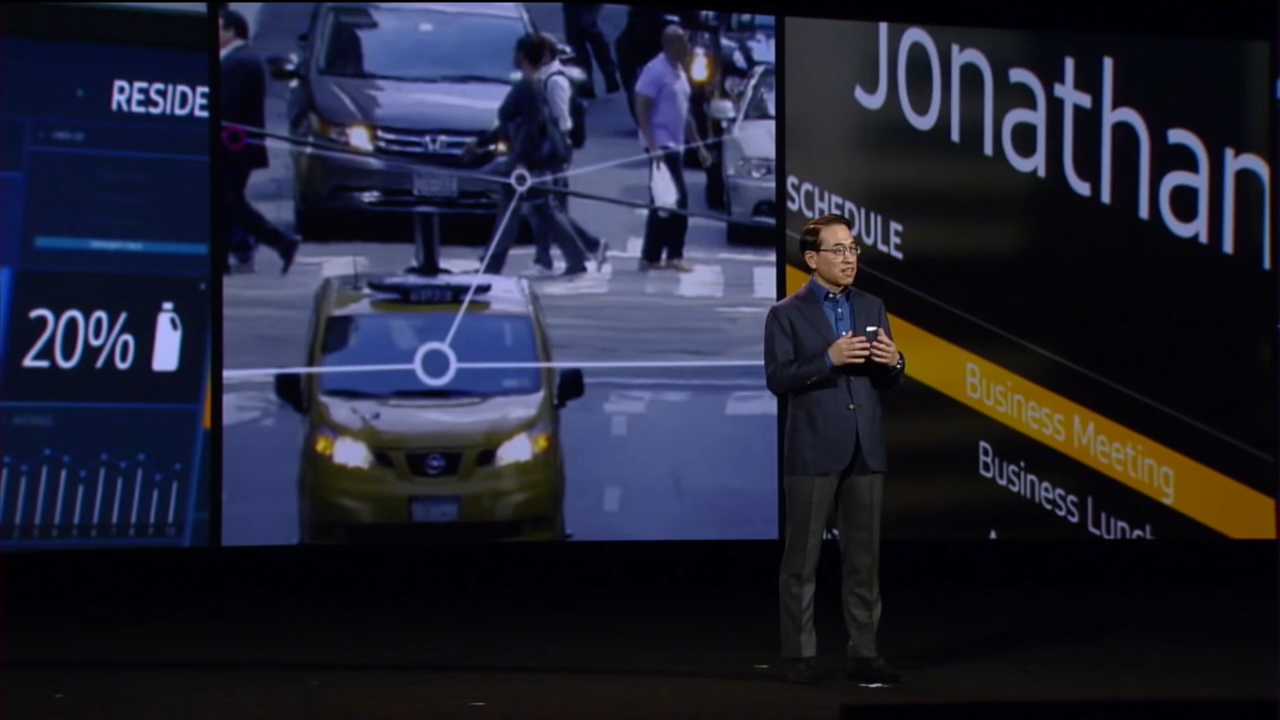 RESIDE
20%
Jonathan
SCHEDULE
Business Meeting
Business Lunch